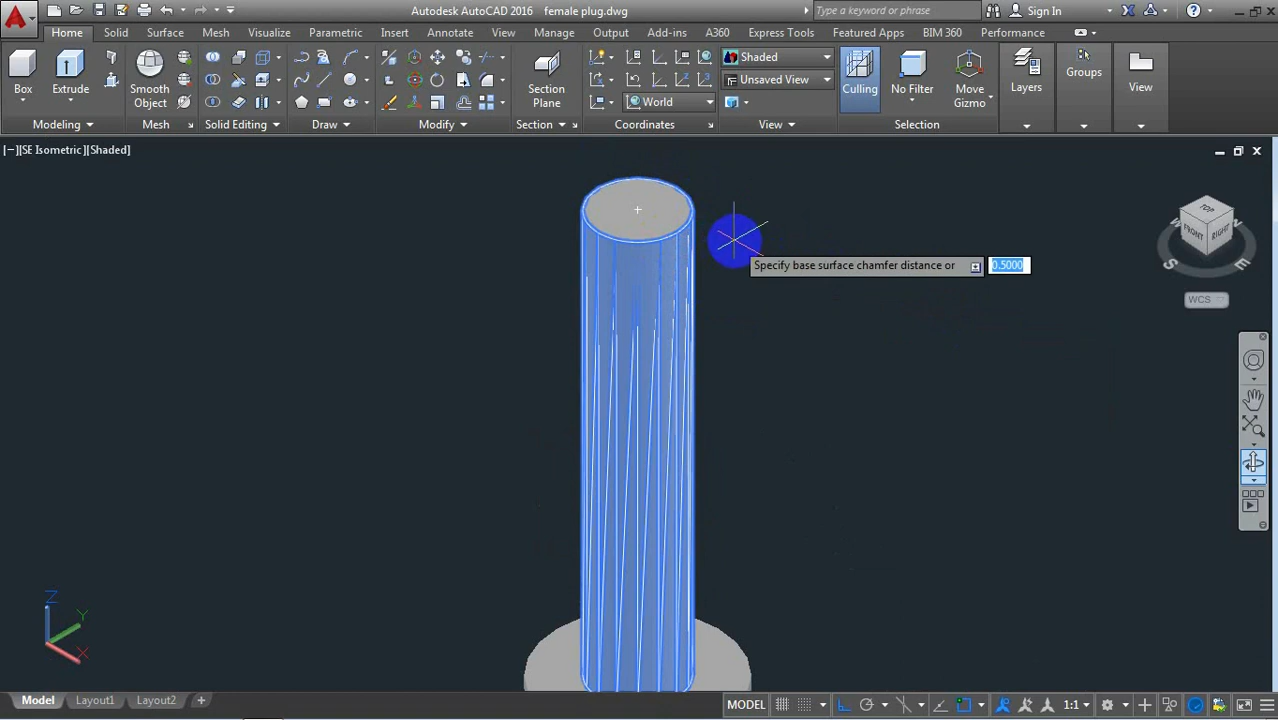 Autodesk AutoCAD 2016 female plug.dwg
Type a keyword or phrase
Sign In
Home Solid Surface Mesh Visualize Parametric Insert Annotate View Manage Output Add-ins A360 Express Tools Featured Apps BIM 360 Performance
Box
Extrude
Smooth
Object
Section
Plane
Shaded
Unsaved View
World
Culling
No Filter
Move
Gizmo
Layers
Groups
View
Modeling Mesh Solid Editing Draw Modify Section Coordinates View Selection
[−][SE Isometric][Shaded]
TOP
FRONT
RIGHT
W
S
E
WCS
Specify base surface chamfer distance or 0.5000
Z
Y
X
Model Layout1 Layout2 +
MODEL
1:1